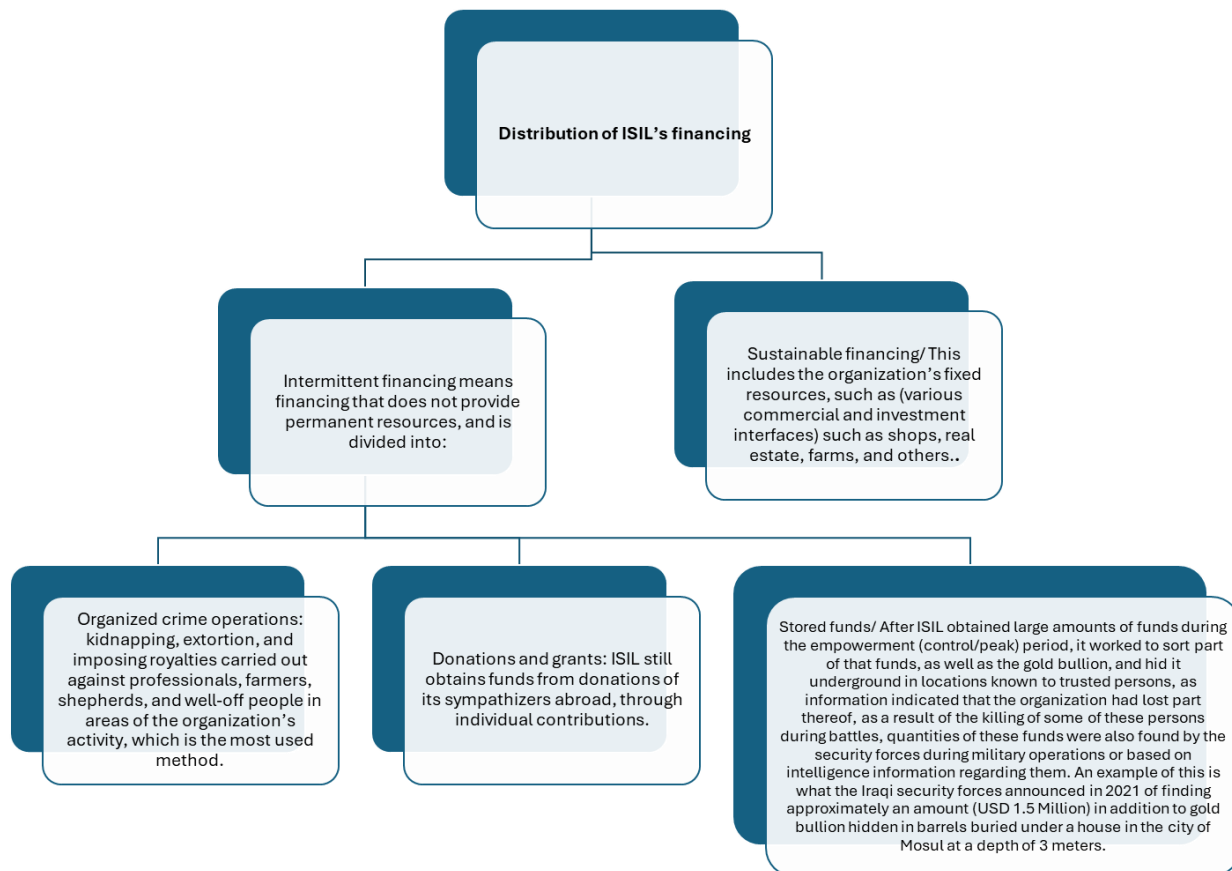 Distribution of ISIL’s financing
Intermittent financing means
financing that does not provide
permanent resources, and is
divided into:
Sustainable financing/ This
includes the organization’s fixed
resources, such as (various
commercial and investment
interfaces) such as shops, real
estate, farms, and others..
Organized crime operations:
kidnapping, extortion, and
imposing royalties carried out
against professionals, farmers,
shepherds, and well-off people in
areas of the organization’s
activity, which is the most used
method.
Donations and grants: ISIL still
obtains funds from donations of
its sympathizers abroad, through
individual contributions.
Stored funds/ After ISIL obtained large amounts of funds during
the empowerment (control/peak) period, it worked to sort part
of that funds, as well as the gold bullion, and hid it
underground in locations known to trusted persons, as
information indicated that the organization had lost part
thereof, as a result of the killing of some of these persons
during battles, quantities of these funds were also found by the
security forces during military operations or based on
intelligence information regarding them. An example of this is
what the Iraqi security forces announced in 2021 of finding
approximately an amount (USD 1.5 Million) in addition to gold
bullion hidden in barrels buried under a house in the city of
Mosul at a depth of 3 meters.